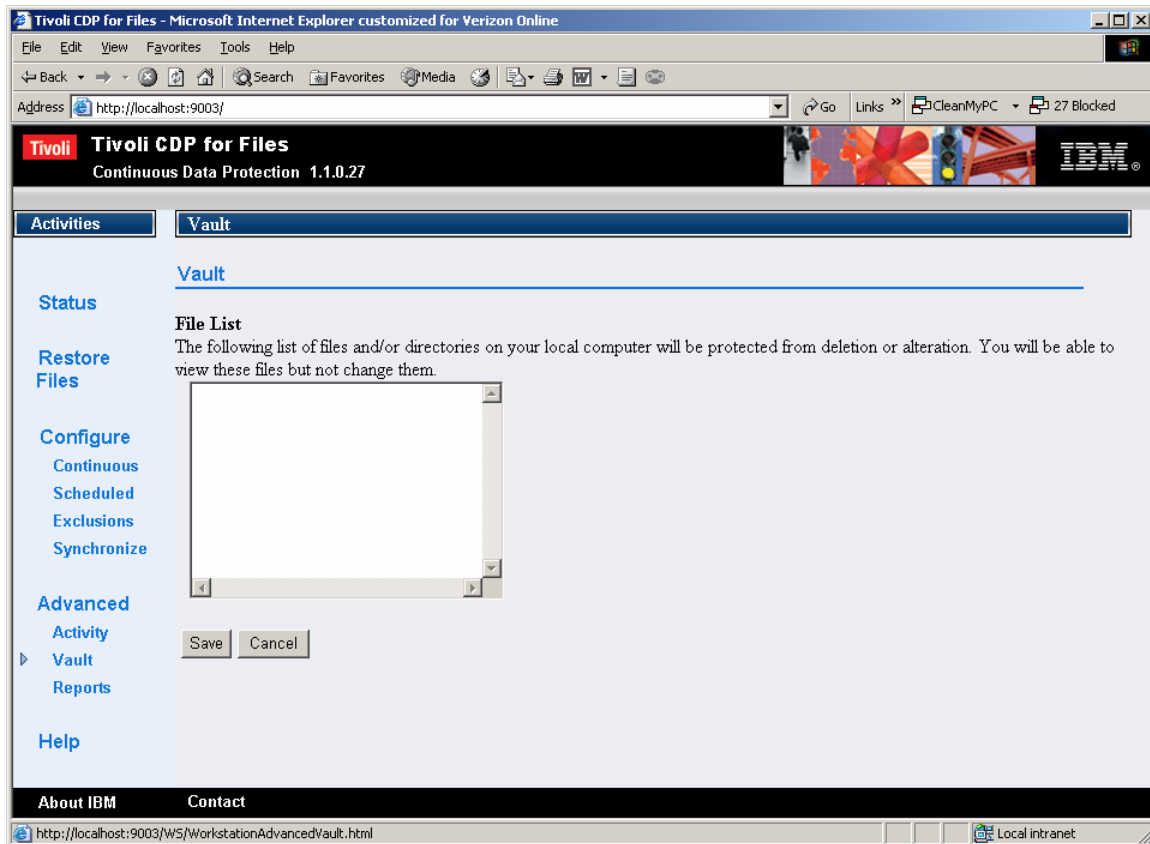 Tivoli CDP for Files - Microsoft Internet Explorer customized for Verizon Online
File Edit View Favorites Tools Help
Back Search Favorites Media
Address http://localhost:9003/ Go Links » CleanMyPC 27 Blocked
Tivoli Tivoli CDP for Files
Continuous Data Protection 1.1.0.27
IBM®
Activities Vault
Vault
Status
File List
The following list of files and/or directories on your local computer will be protected from deletion or alteration. You will be able to
view these files but not change them.
Restore
Files
Configure
Continuous
Scheduled
Exclusions
Synchronize
Advanced
Activity
Vault
Reports
Save Cancel
Help
About IBM Contact
http://localhost:9003/WS/WorkstationAdvancedVault.html Local intranet